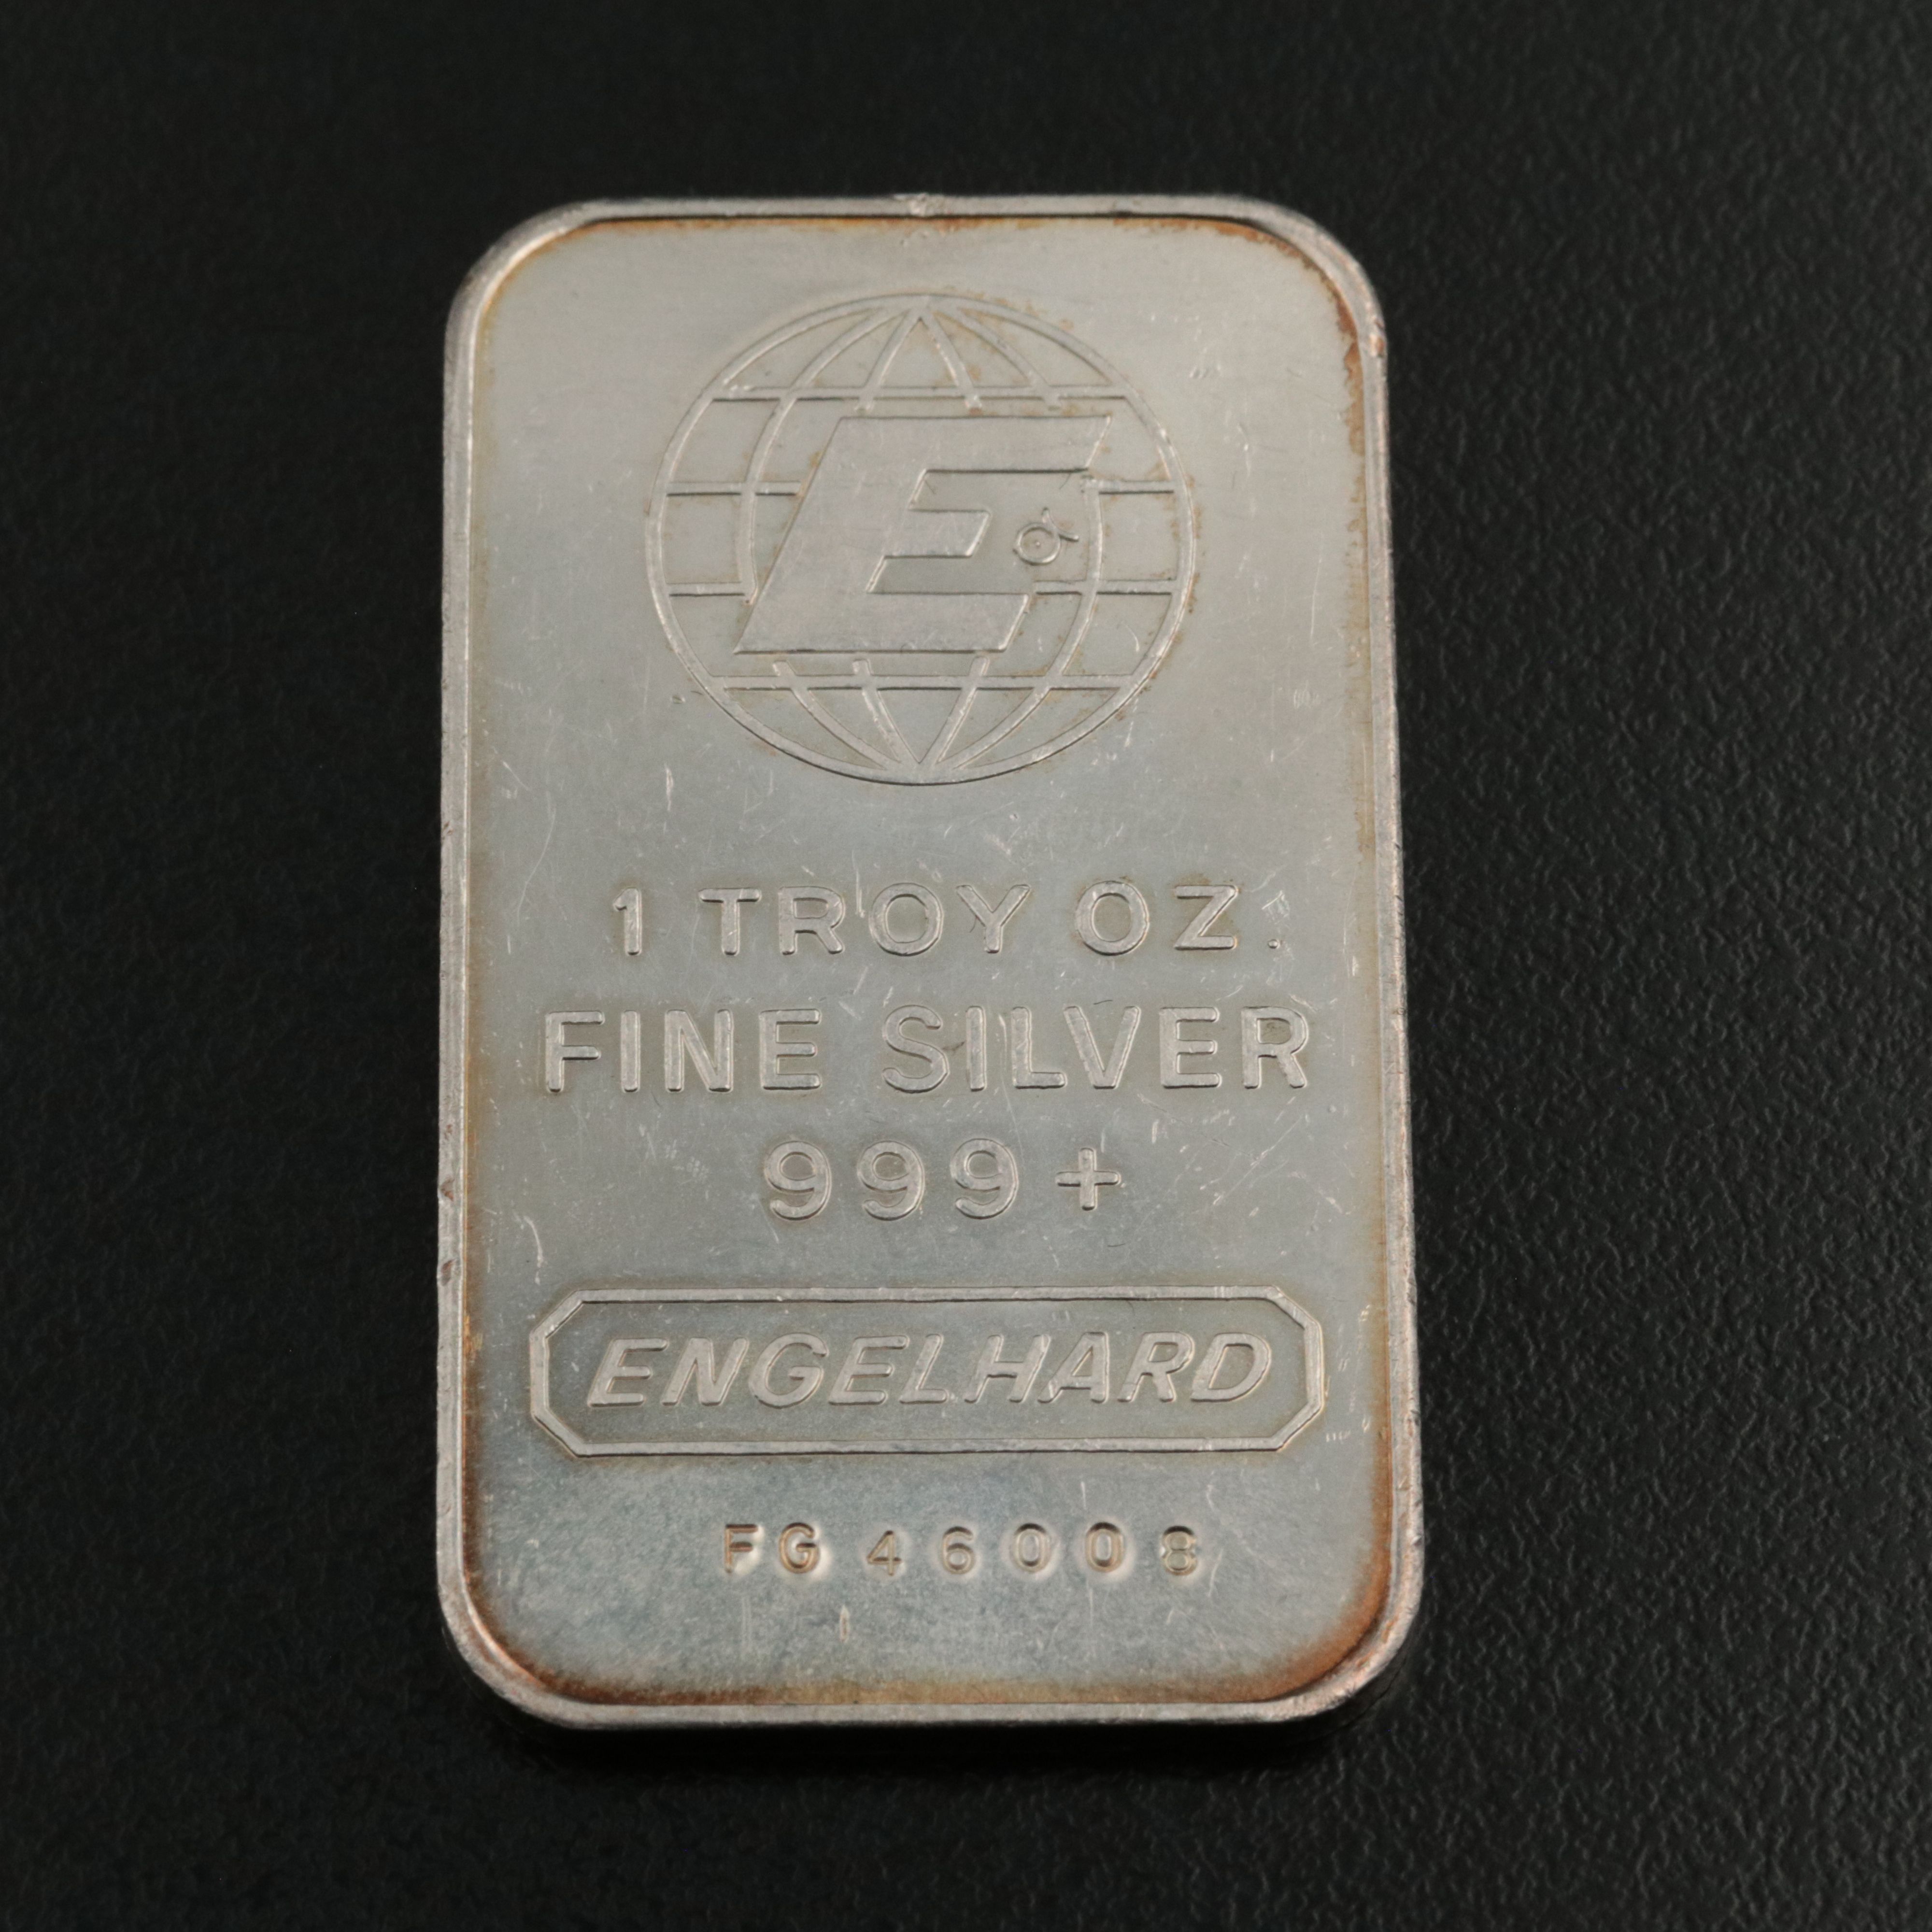 E
1 TROY OZ.
FINE SILVER
999+
ENGELHARD
FG 46008